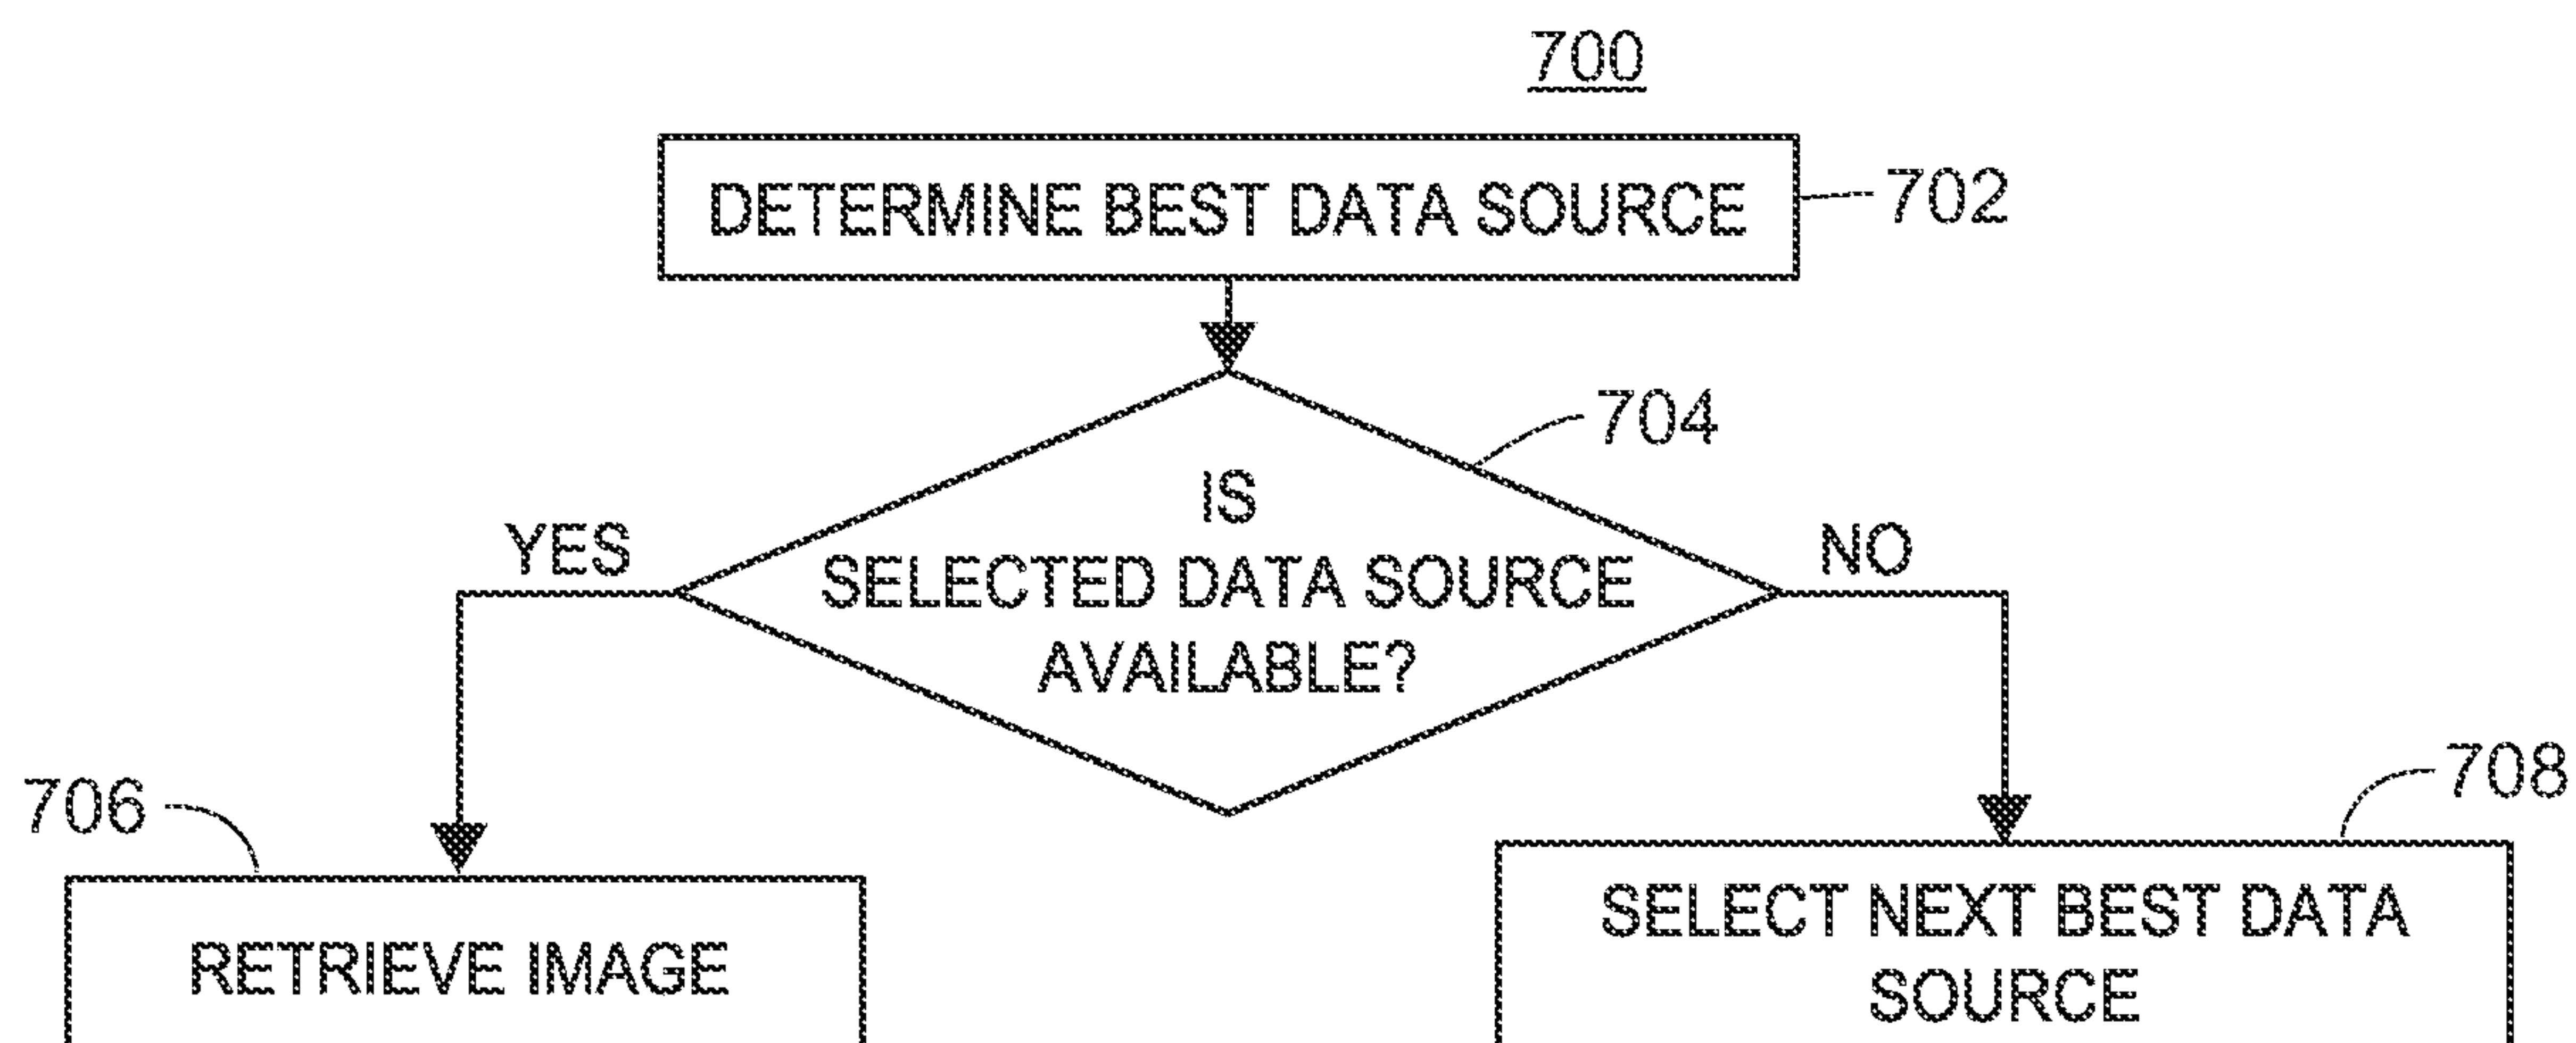 700
DETERMINE BEST DATA SOURCE
702
704
IS
SELECTED DATA SOURCE
AVAILABLE?
YES
NO
706
708
RETRIEVE IMAGE
SELECT NEXT BEST DATA
SOURCE